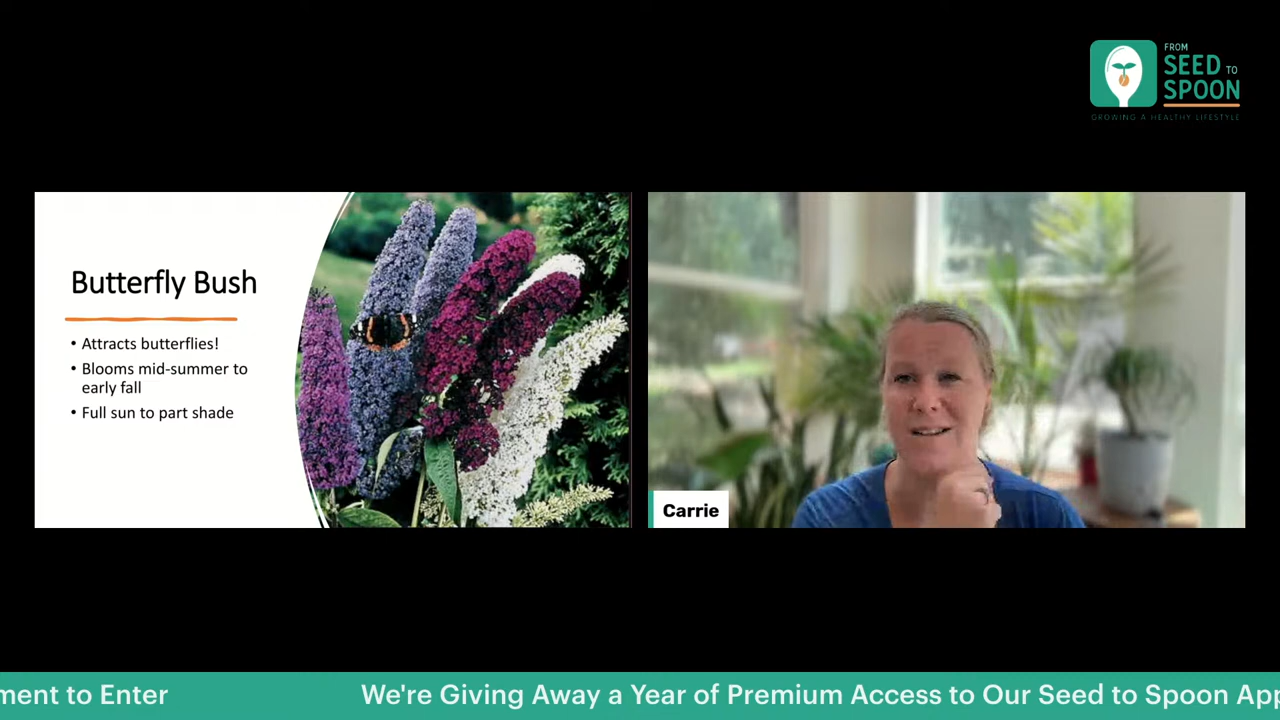 FROM
SEED TO
SPOON
GROWING A HEALTHY LIFESTYLE
Butterfly Bush
• Attracts butterflies!
• Blooms mid-summer to
early fall
• Full sun to part shade
Carrie
ment to Enter We're Giving Away a Year of Premium Access to Our Seed to Spoon App